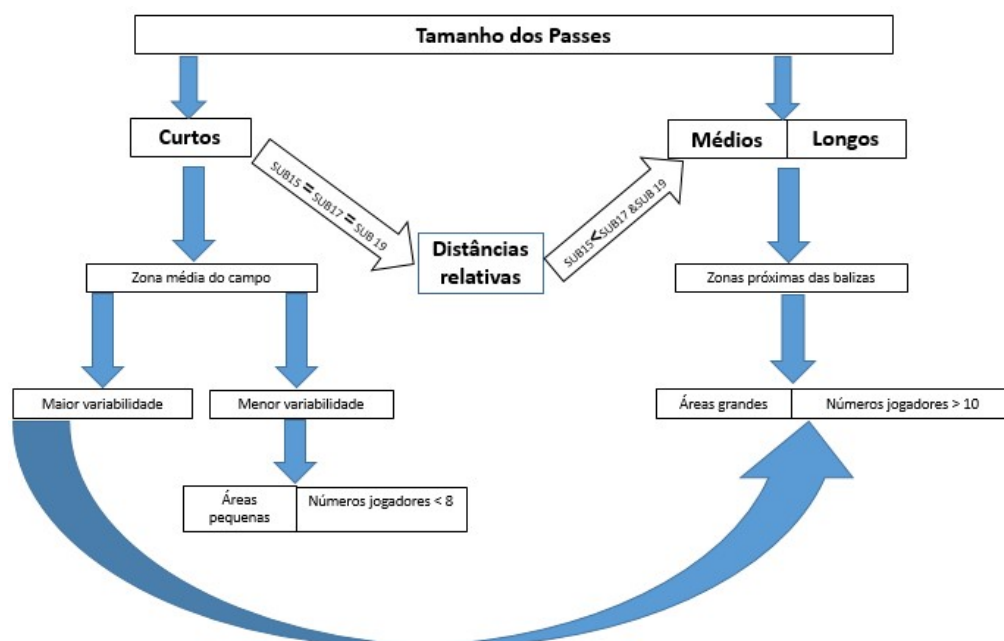 Tamanho dos Passes
Curtos
Médios
Longos
SUB15 = SUB17 = SUB 19
SUB15<SUB17 &SUB 19
Distâncias
relativas
Zona média do campo
Zonas próximas das balizas
Maior variabilidade
Menor variabilidade
Áreas grandes
Números jogadores > 10
Áreas
pequenas
Números jogadores < 8